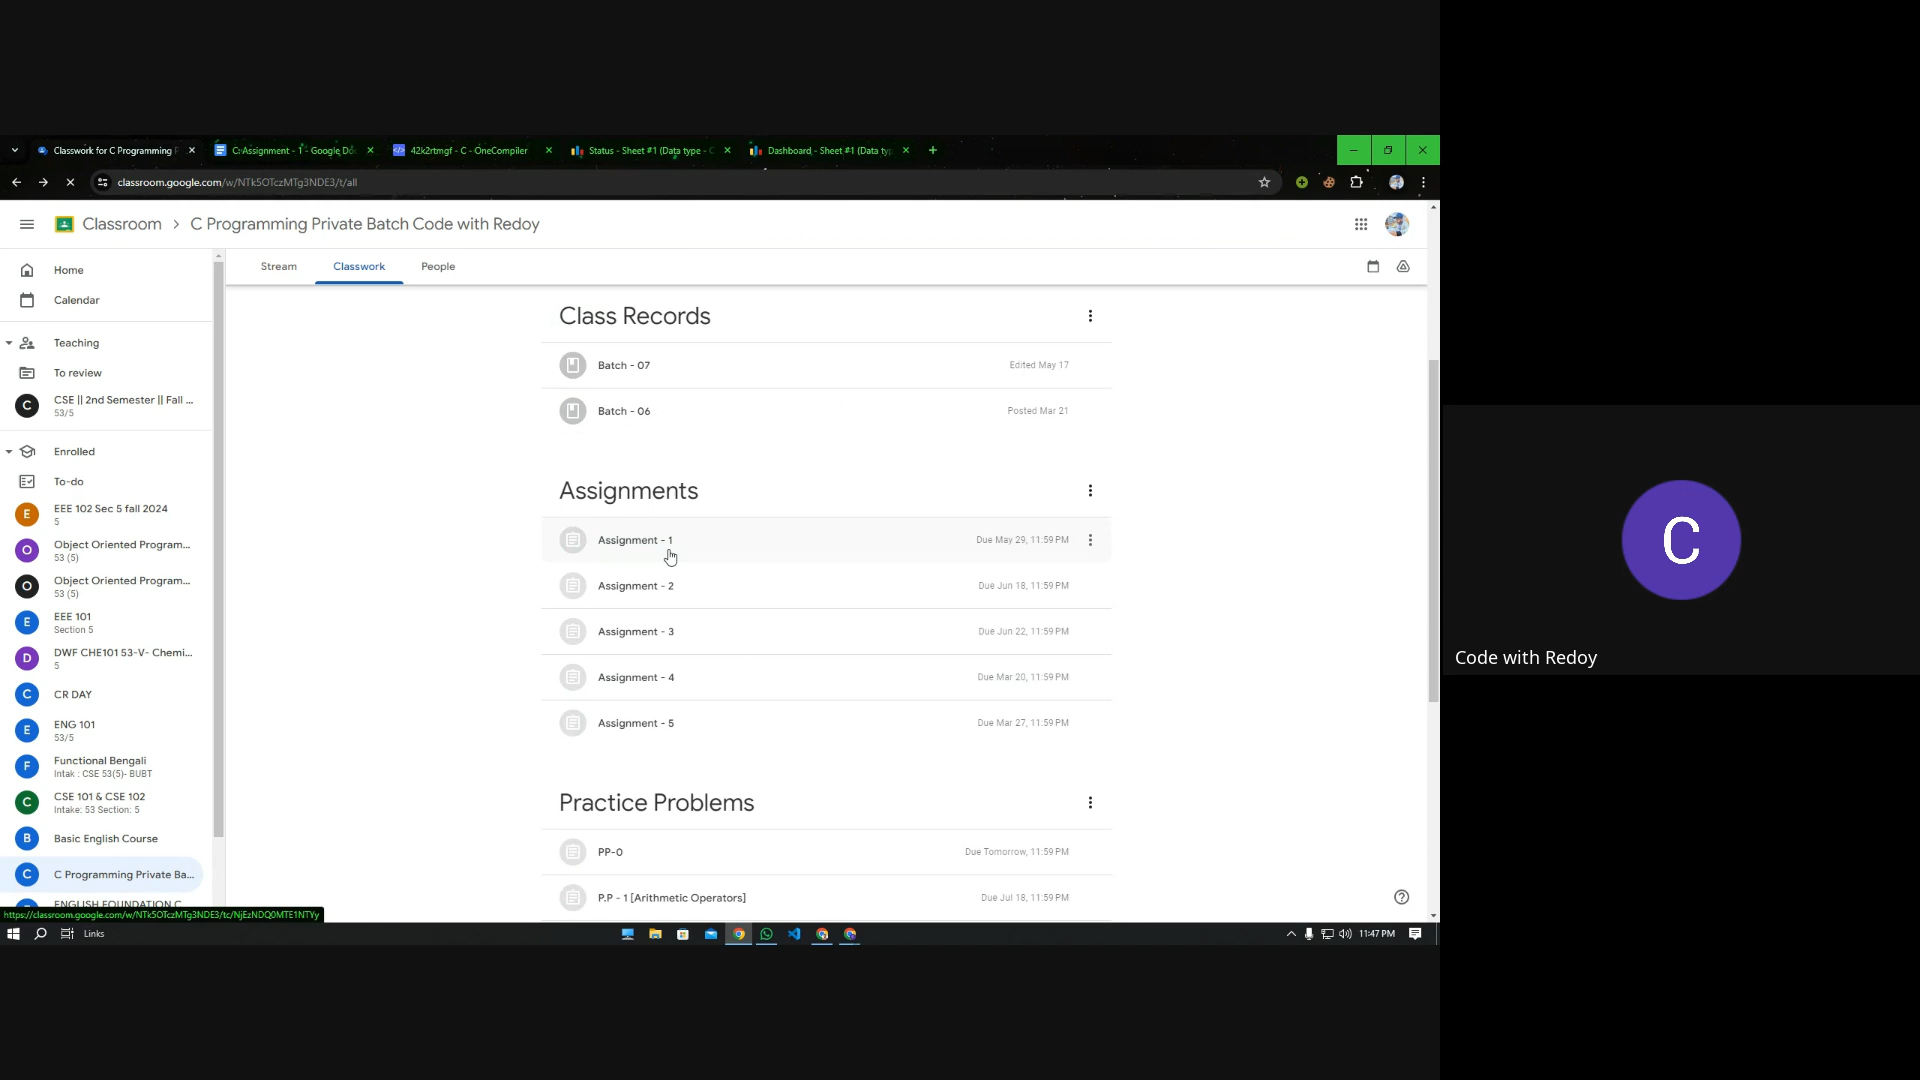 Classwork for C Programming P
C Assignment - 1 - Google Do
42k2rtmgf - C - OneCompiler
Status - Sheet #1 (Data type - C
Dashboard - Sheet #1 (Data ty
classroom.google.com/w/NTk5OTczMTg3NDE3/t/all
Classroom > C Programming Private Batch Code with Redoy
Stream
Classwork
People
Home
Calendar
Teaching
To review
C
CSE || 2nd Semester || Fall ...
53/5
Enrolled
To-do
E
EEE 102 Sec 5 fall 2024
5
O
Object Oriented Program...
53 (5)
O
Object Oriented Program...
53 (5)
E
EEE 101
Section 5
D
DWF CHE101 53-V- Chemi...
5
C
CR DAY
E
ENG 101
53/5
F
Functional Bengali
Intak : CSE 53(5)- BUBT
C
CSE 101 & CSE 102
Intake: 53 Section: 5
B
Basic English Course
C
C Programming Private Ba...
ENGLISH FOUNDATION C
https://classroom.google.com/w/NTk5OTczMTg3NDE3/tc/NjEzNDQ0MTE1NTYy
Class Records
Batch - 07
Edited May 17
Batch - 06
Posted Mar 21
Assignments
Assignment - 1
Due May 29, 11:59 PM
Assignment - 2
Due Jun 18, 11:59 PM
Assignment - 3
Due Jun 22, 11:59 PM
Assignment - 4
Due Mar 20, 11:59 PM
Assignment - 5
Due Mar 27, 11:59 PM
Practice Problems
PP-0
Due Tomorrow, 11:59 PM
P.P - 1 [Arithmetic Operators]
Due Jul 18, 11:59 PM
Links
11:47 PM
C
Code with Redoy